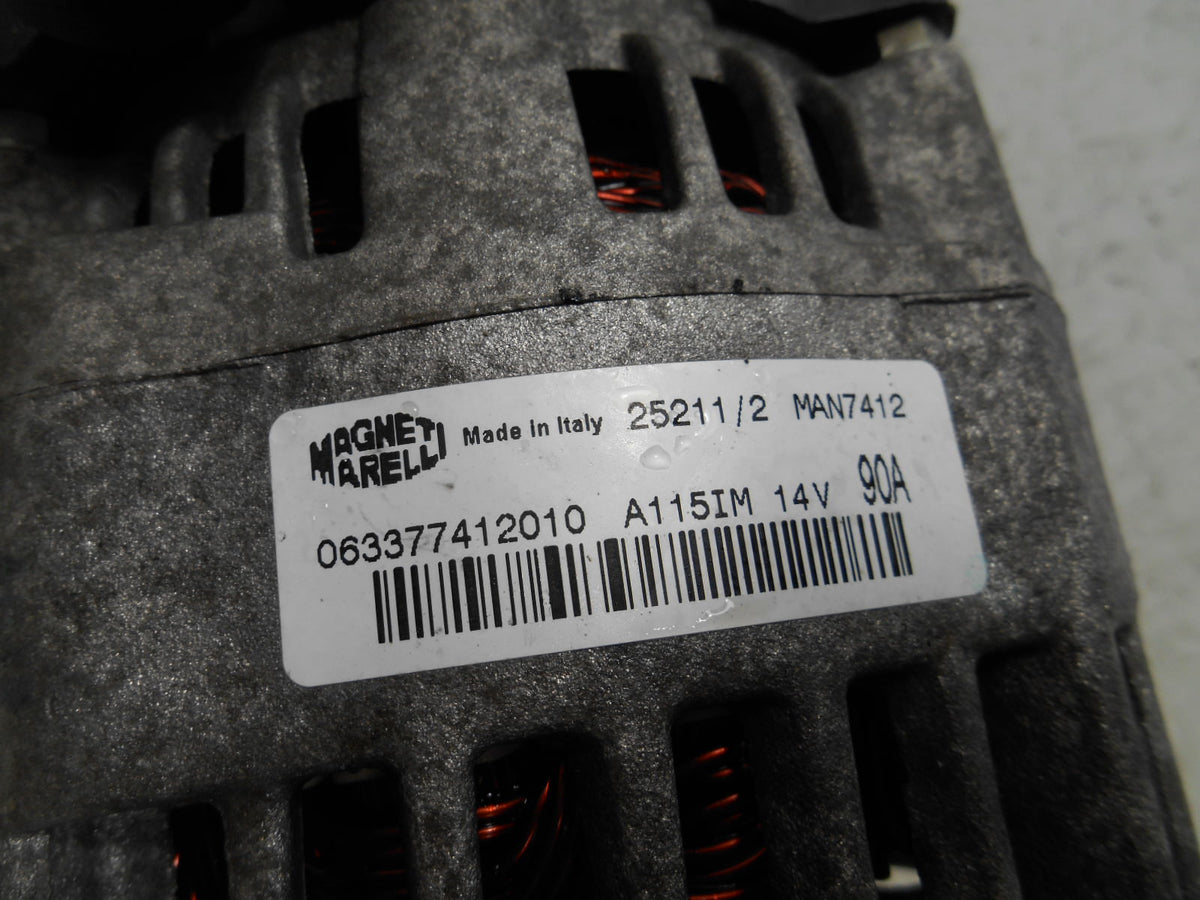 MAGNETI MARELLI Made in Italy 25211/2 MAN7412
063377412010 A115IM 14V 90A